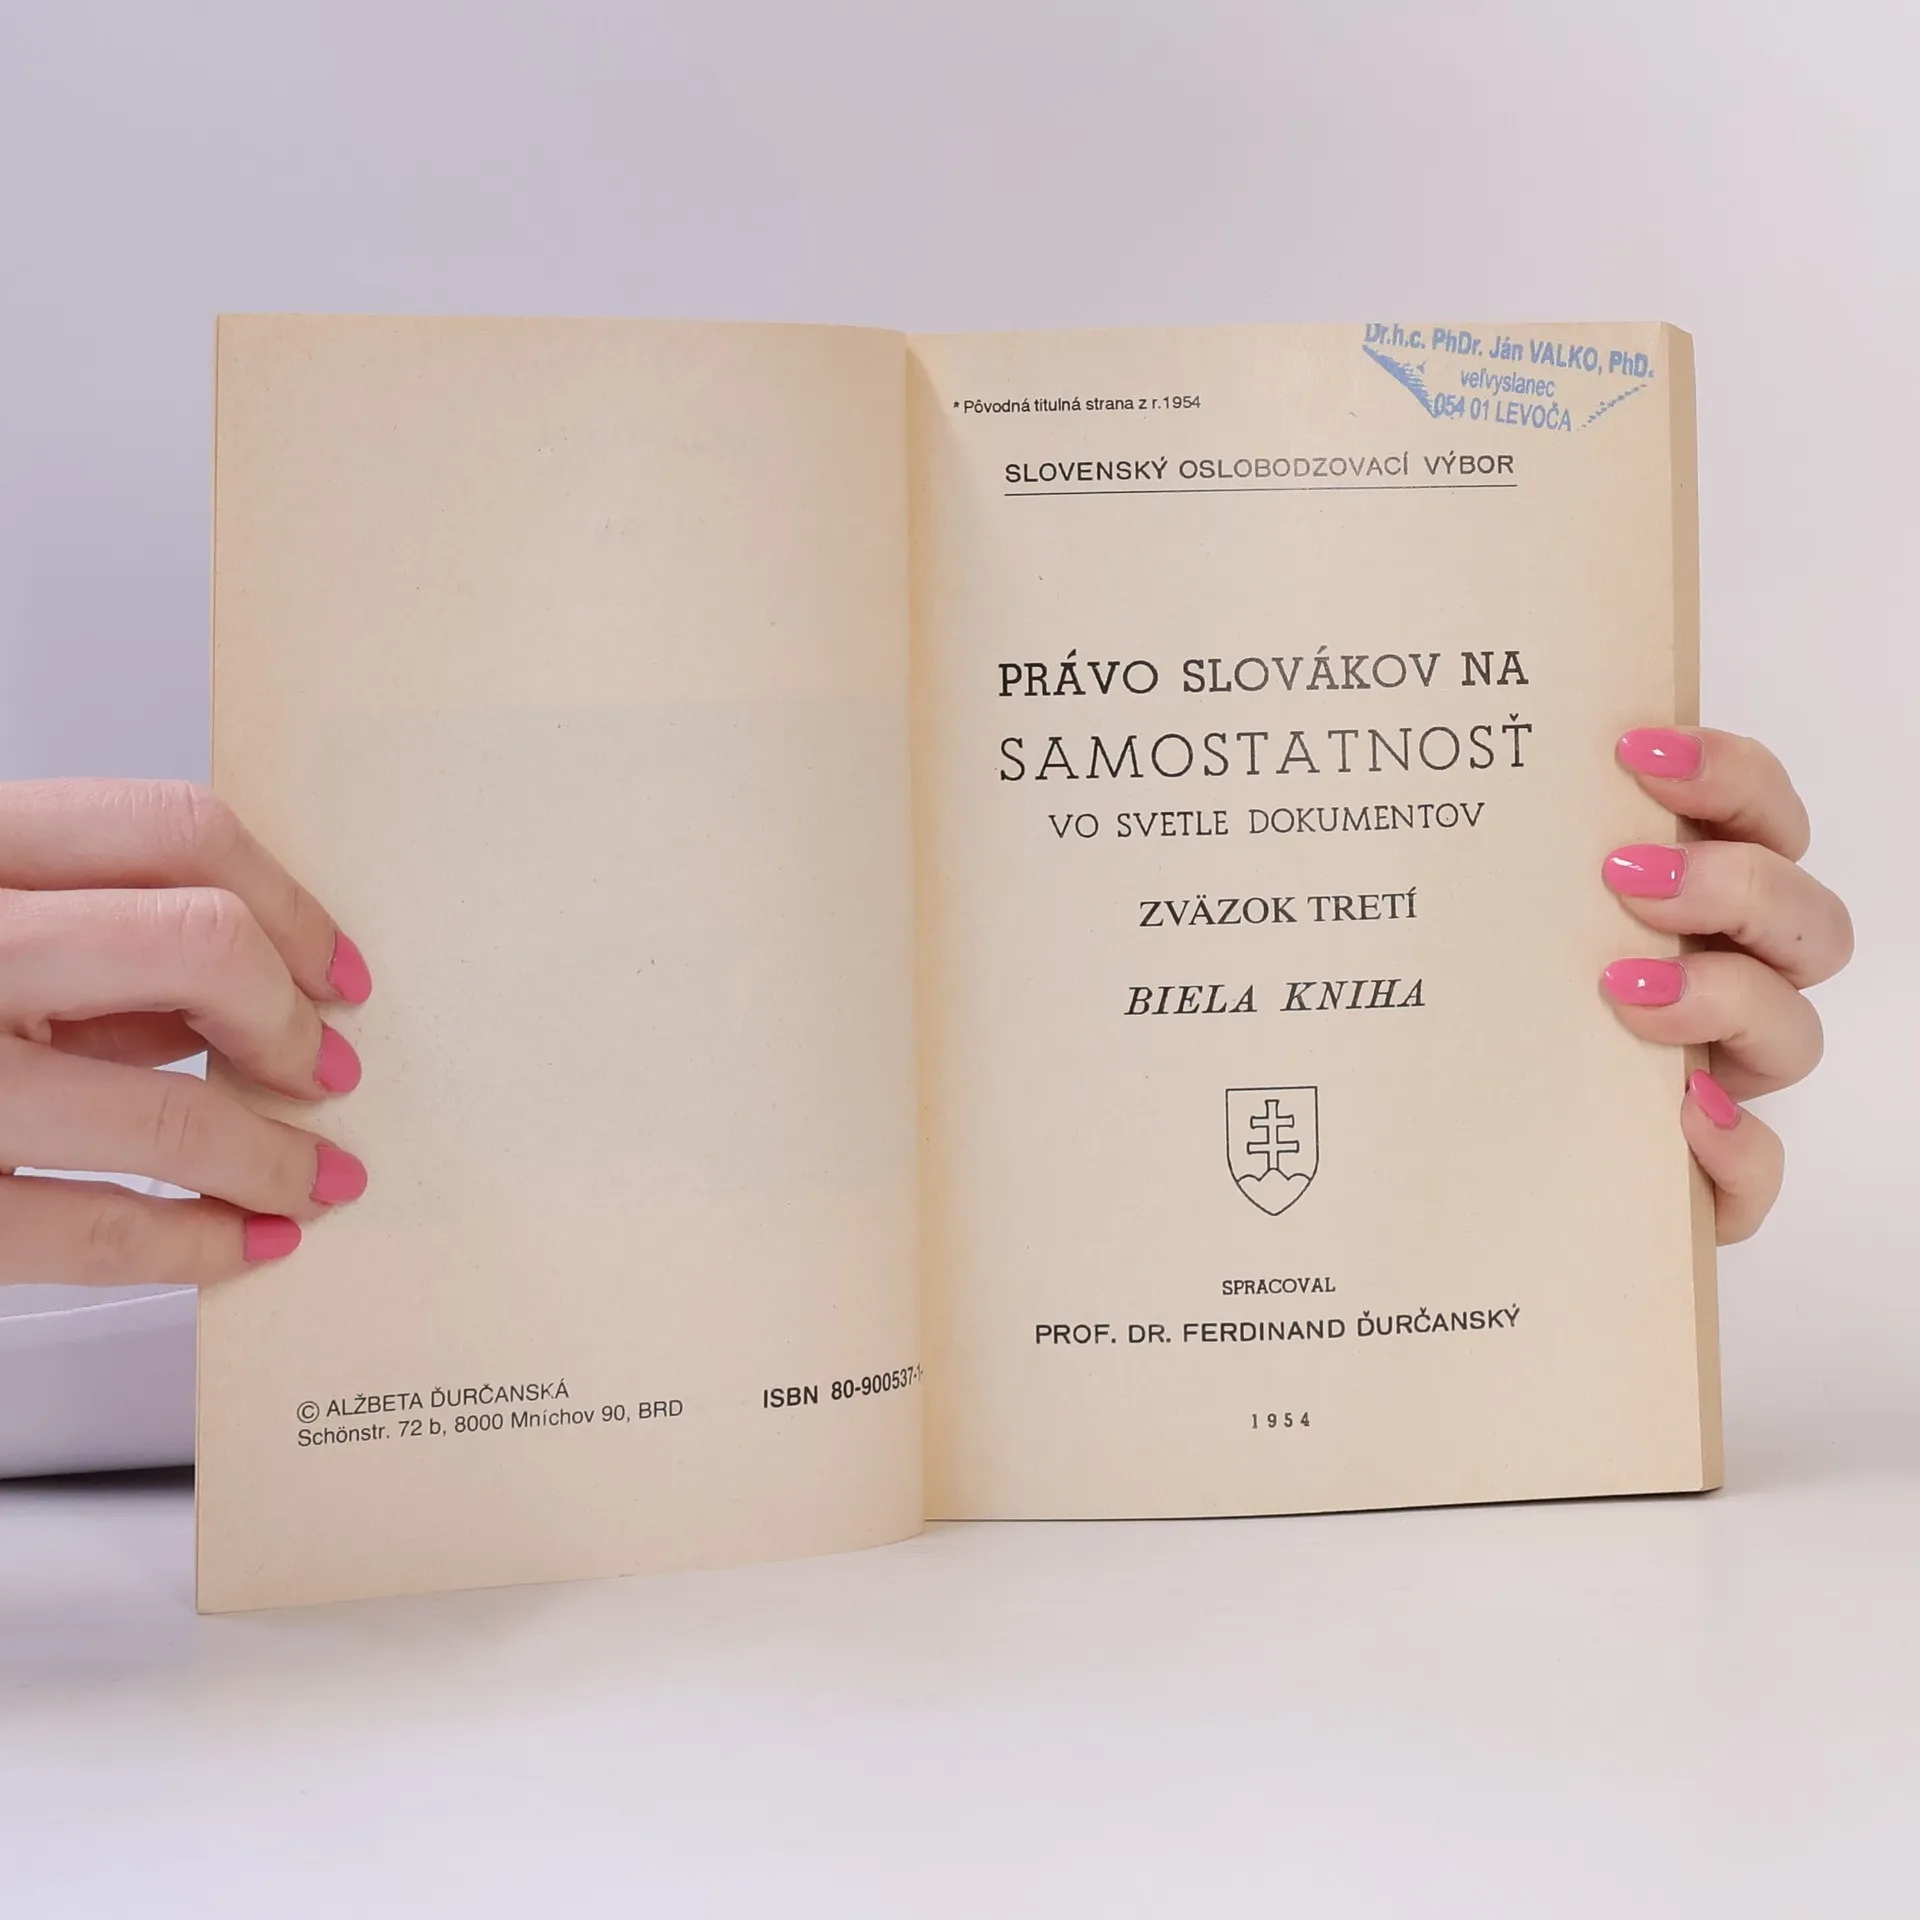 © ALŽBETA ĎURČANSKÁ
Schönstr. 72 b, 8000 Mníchov 90, BRD
ISBN 80-900537-1-
Dr.h.c. PhDr. Ján VALKO, PhD.
veľvyslanec
054 01 LEVOČA
* Pôvodná titulná strana z r.1954
SLOVENSKÝ OSLOBODZOVACÍ VÝBOR
PRÁVO SLOVÁKOV NA
SAMOSTATNOSŤ
VO SVETLE DOKUMENTOV
ZVÄZOK TRETÍ
BIELA KNIHA
SPRACOVAL
PROF. DR. FERDINAND ĎURČANSKÝ
1954